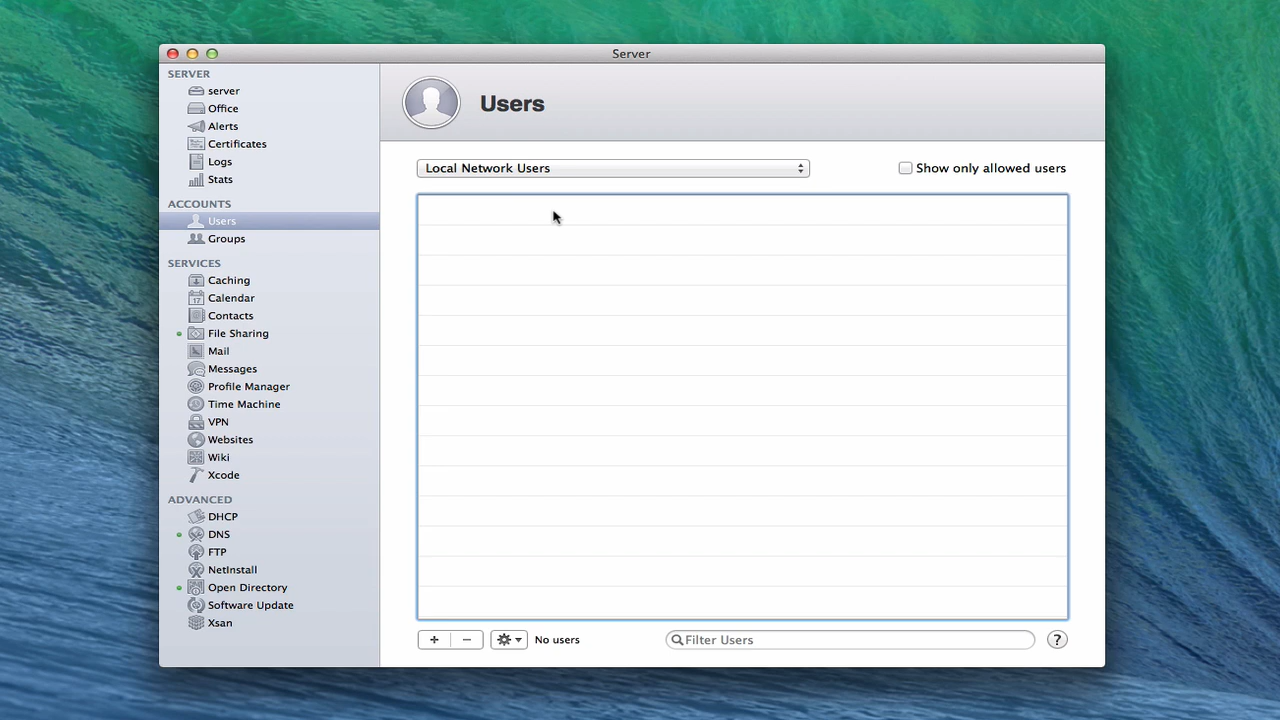 Server
SERVER
server
Office
Alerts
Certificates
Logs
Stats
ACCOUNTS
Users
Groups
SERVICES
Caching
17
Calendar
Contacts
File Sharing
Mail
Messages
Profile Manager
Time Machine
VPN
Websites
Wiki
Xcode
ADVANCED
DHCP
DNS
FTP
NetInstall
Open Directory
Software Update
Xsan
Users
Local Network Users
Show only allowed users
+ −
No users
Filter Users
?